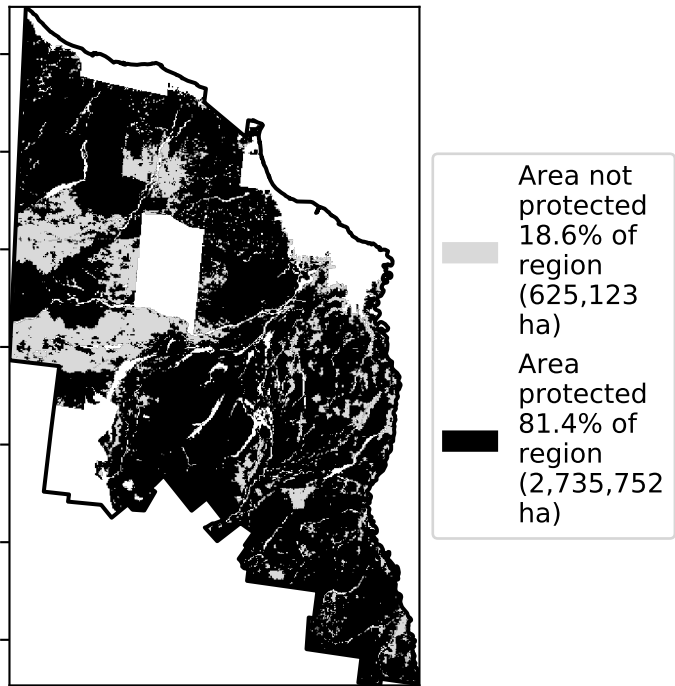 Area not
protected
18.6% of
region
(625,123
ha)
Area
protected
81.4% of
region
(2,735,752
ha)